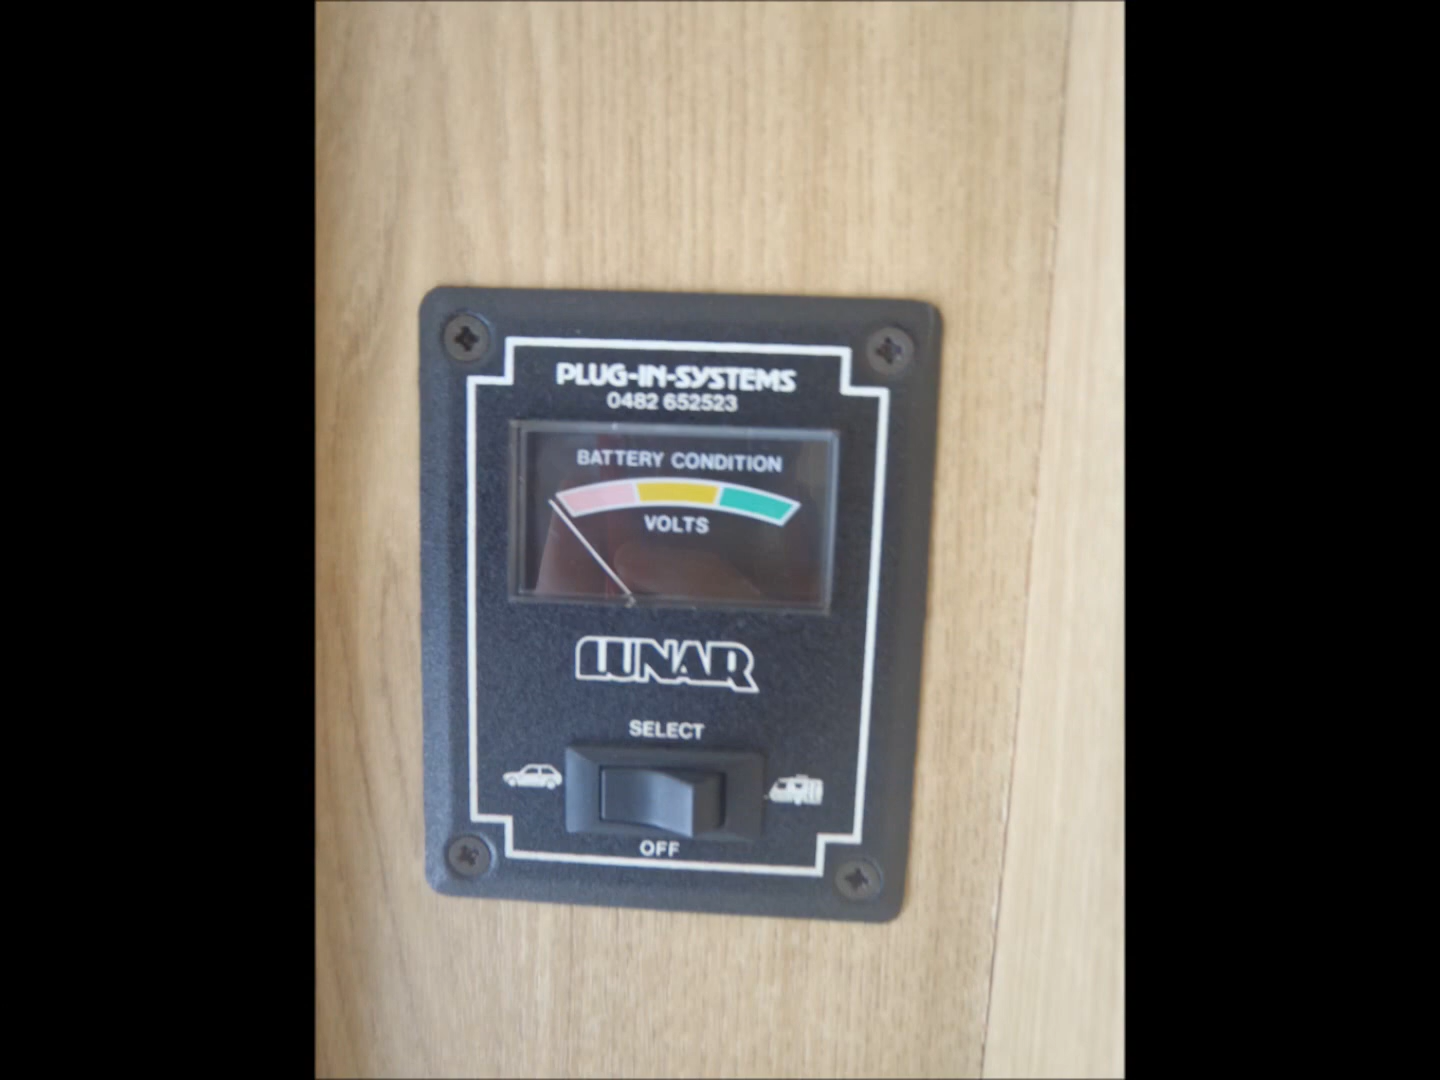 PLUG-IN-SYSTEMS
0482 652523
BATTERY CONDITION
VOLTS
LUNAR
SELECT
OFF